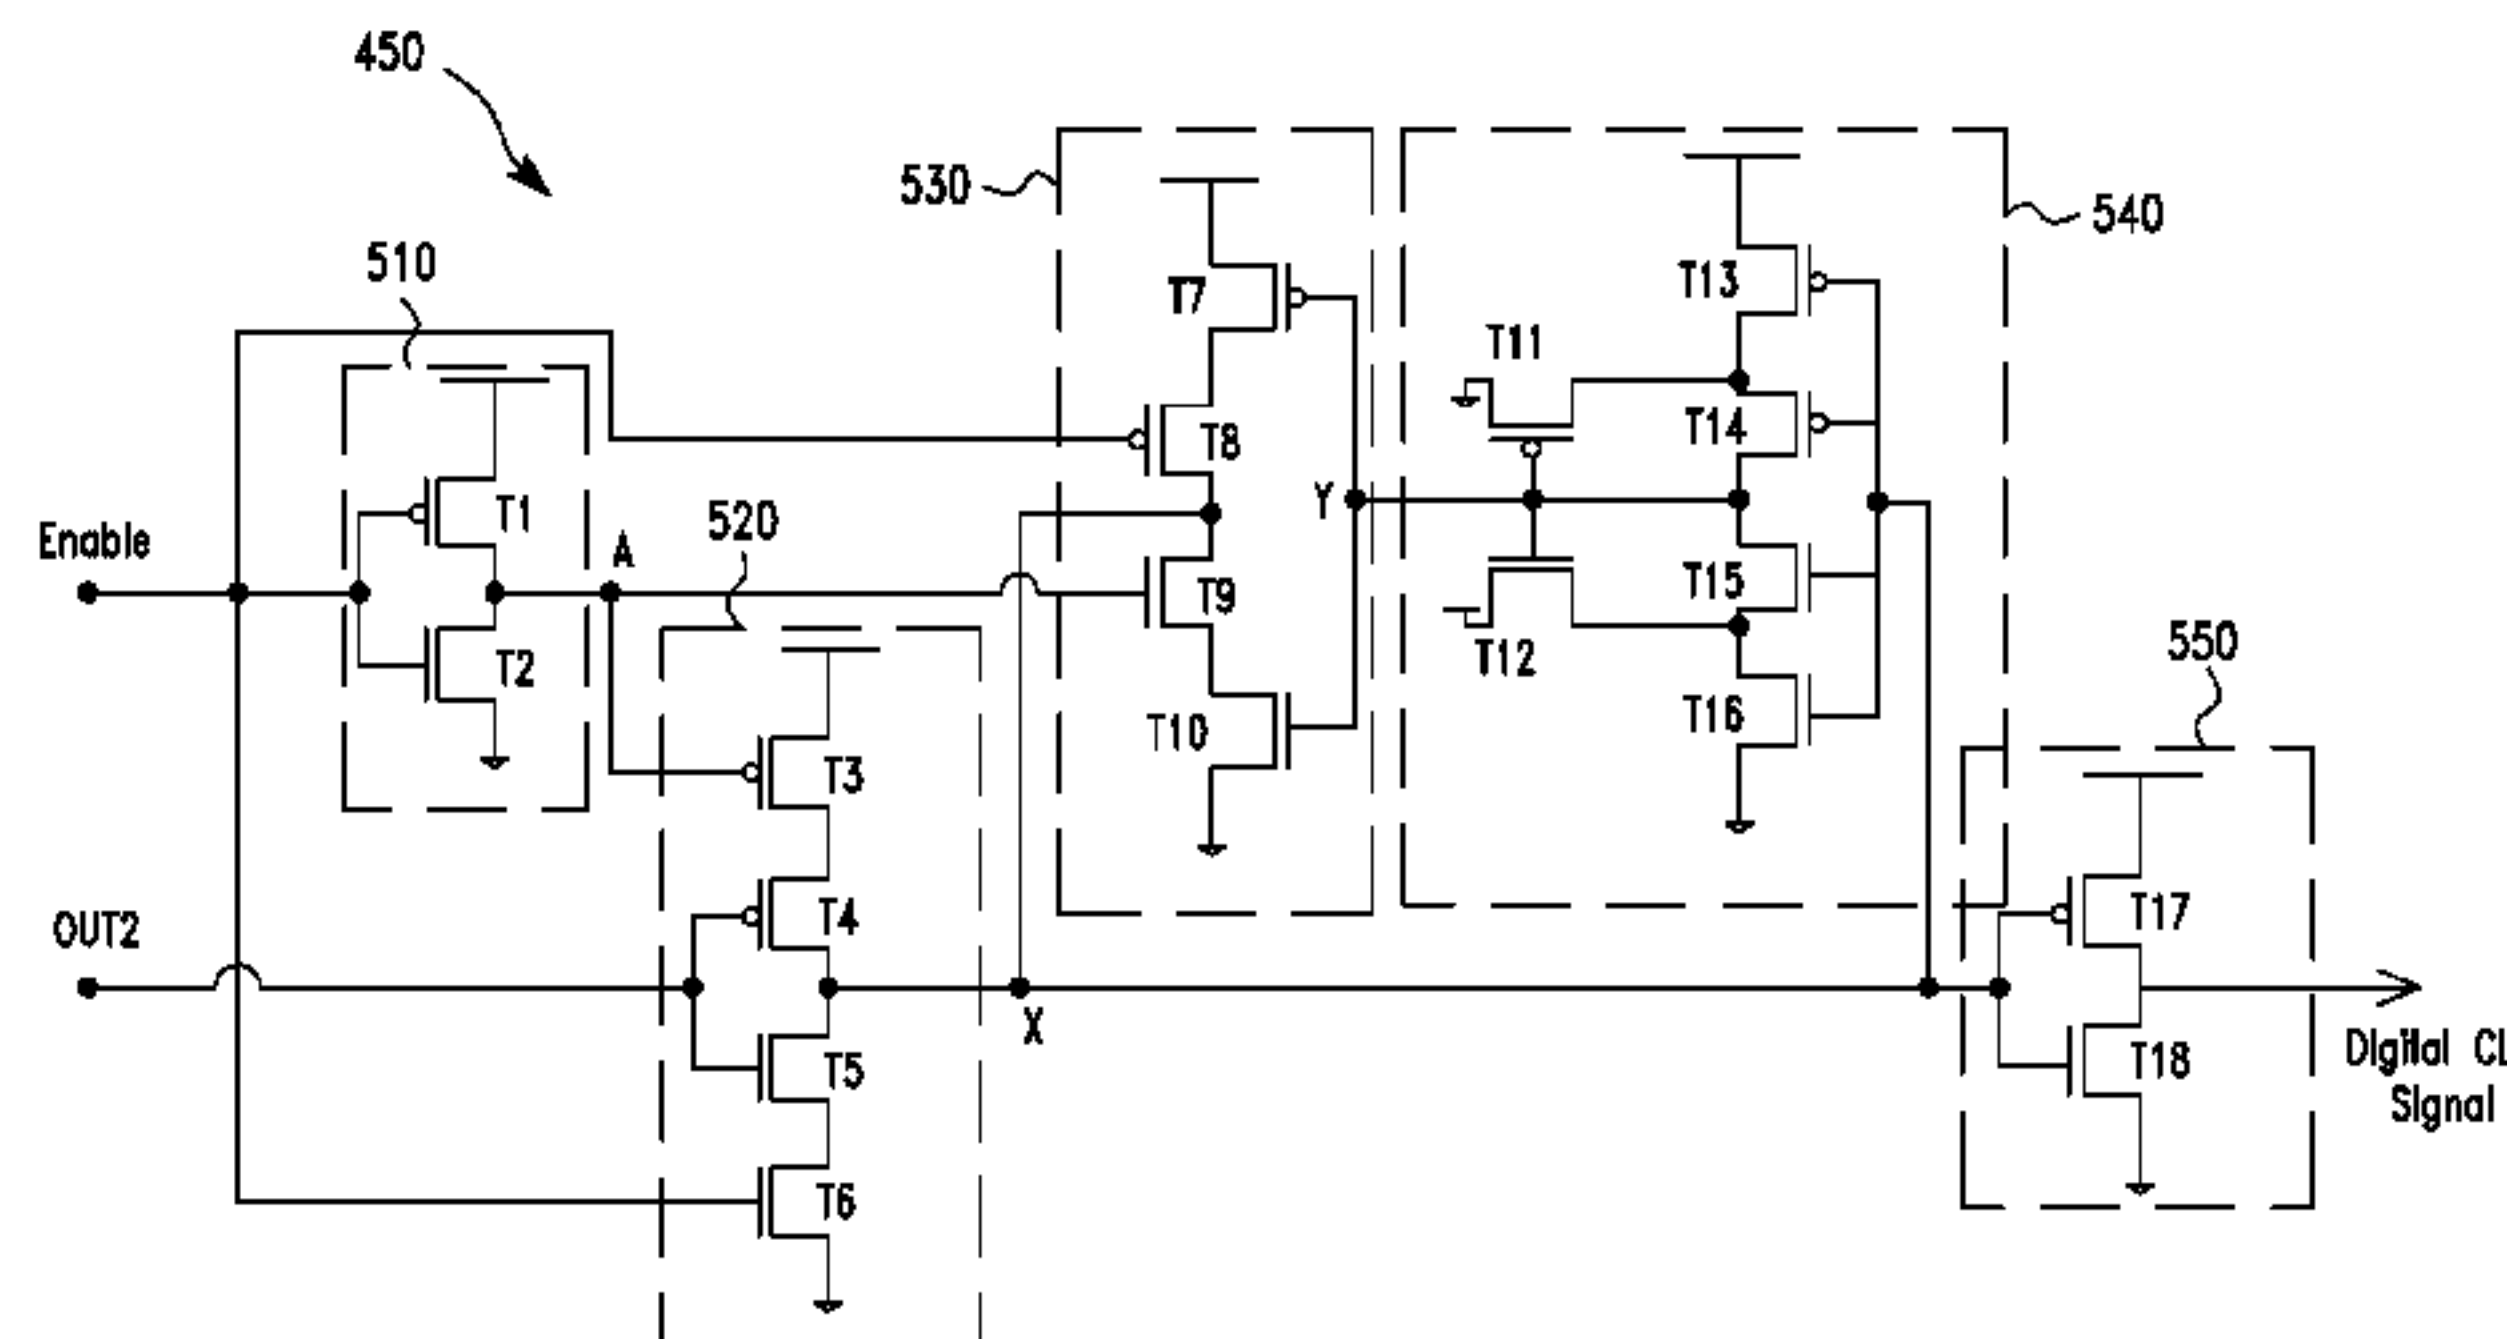 450
530
540
510
T7
T13
T11
T14
T8
Y
T1
520
Enable
A
T15
T9
T12
550
T2
T16
T10
T3
OUT2
T4
T17
X
T5
T18
Digital CL
Signal
T6